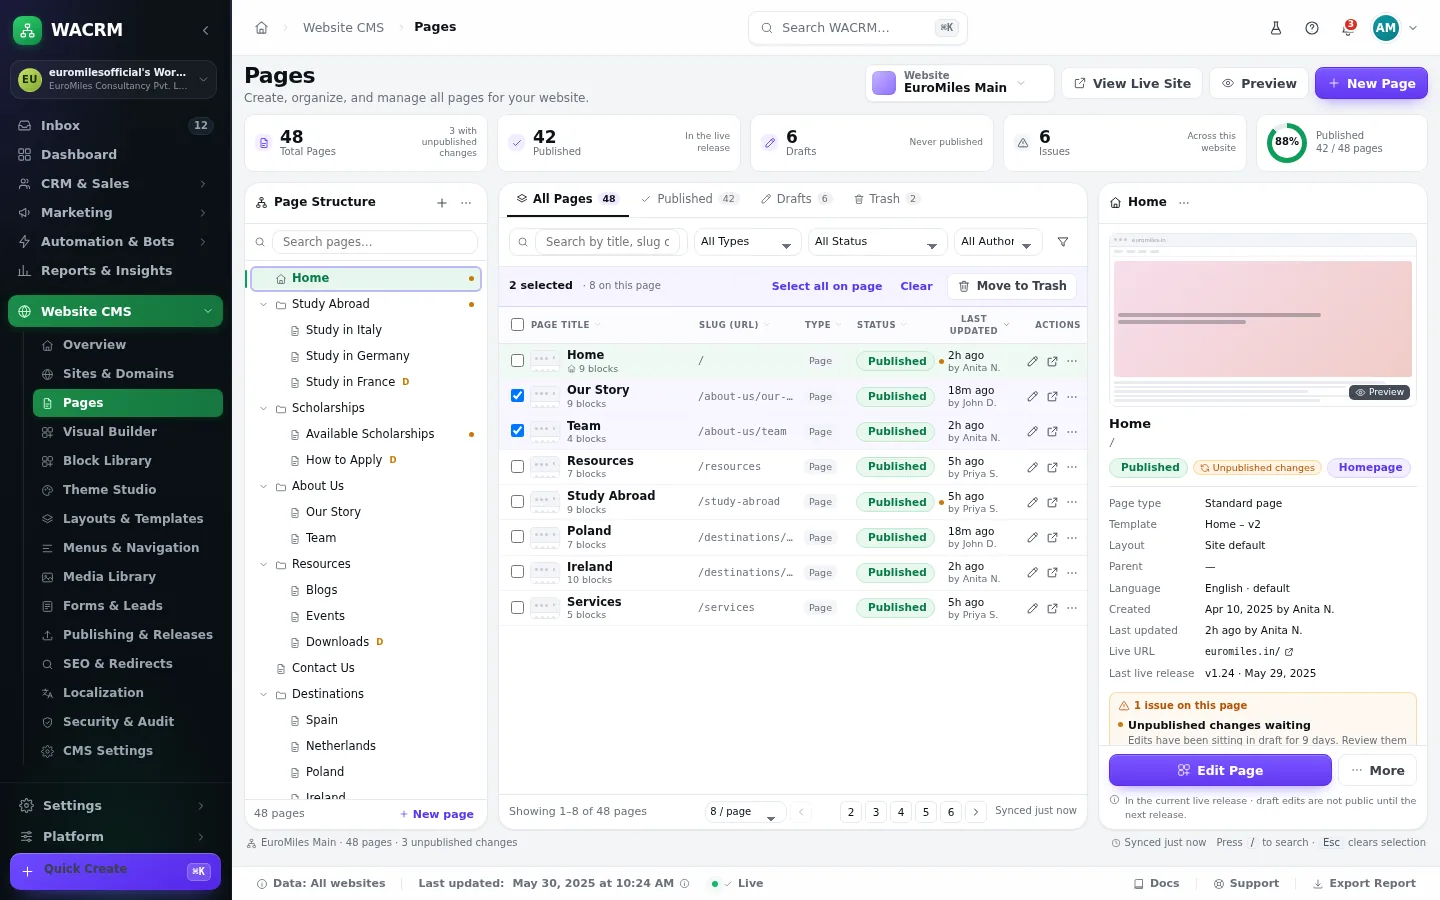 WACRM
EU
euromilesofficial's Wor...
EuroMiles Consultancy Pvt. L...
Inbox
12
Dashboard
CRM & Sales
Marketing
Automation & Bots
Reports & Insights
Website CMS
Overview
Sites & Domains
Pages
Visual Builder
Block Library
Theme Studio
Layouts & Templates
Menus & Navigation
Media Library
Forms & Leads
Publishing & Releases
SEO & Redirects
Localization
Security & Audit
CMS Settings
Settings
Platform
Quick Create
⌘K
Website CMS
Pages
Search WACRM...
⌘K
3
AM
Pages
Create, organize, and manage all pages for your website.
Website
EuroMiles Main
View Live Site
Preview
New Page
48
Total Pages
3 with
unpublished
changes
42
Published
In the live
release
6
Drafts
Never published
6
Issues
Across this
website
88%
Published
42 / 48 pages
Page Structure
Search pages...
Home
Study Abroad
Study in Italy
Study in Germany
Study in France D
Scholarships
Available Scholarships
How to Apply D
About Us
Our Story
Team
Resources
Blogs
Events
Downloads D
Contact Us
Destinations
Spain
Netherlands
Poland
Ireland
48 pages
+ New page
All Pages 48
Published 42
Drafts 6
Trash 2
Search by title, slug o
All Types
All Status
All Author
2 selected · 8 on this page
Select all on page
Clear
Move to Trash
PAGE TITLE
SLUG (URL)
TYPE
STATUS
LAST
UPDATED
ACTIONS
Home
9 blocks
/
Page
Published
2h ago
by Anita N.
Our Story
9 blocks
/about-us/our-…
Page
Published
18m ago
by John D.
Team
4 blocks
/about-us/team
Page
Published
2h ago
by Anita N.
Resources
7 blocks
/resources
Page
Published
5h ago
by Priya S.
Study Abroad
9 blocks
/study-abroad
Page
Published
5h ago
by Priya S.
Poland
7 blocks
/destinations/…
Page
Published
18m ago
by John D.
Ireland
10 blocks
/destinations/…
Page
Published
2h ago
by Anita N.
Services
5 blocks
/services
Page
Published
5h ago
by Priya S.
Showing 1–8 of 48 pages
8 / page
2
3
4
5
6
Synced just now
Home
euromiles.in
Preview
Home
/
Published
Unpublished changes
Homepage
Page type Standard page
Template Home – v2
Layout Site default
Parent —
Language English · default
Created Apr 10, 2025 by Anita N.
Last updated 2h ago by Anita N.
Live URL euromiles.in/
Last live release v1.24 · May 29, 2025
1 issue on this page
Unpublished changes waiting
Edits have been sitting in draft for 9 days. Review them
Edit Page
More
In the current live release · draft edits are not public until the
next release.
EuroMiles Main · 48 pages · 3 unpublished changes
Synced just now
Press / to search · Esc clears selection
Data: All websites
Last updated: May 30, 2025 at 10:24 AM
Live
Docs
Support
Export Report